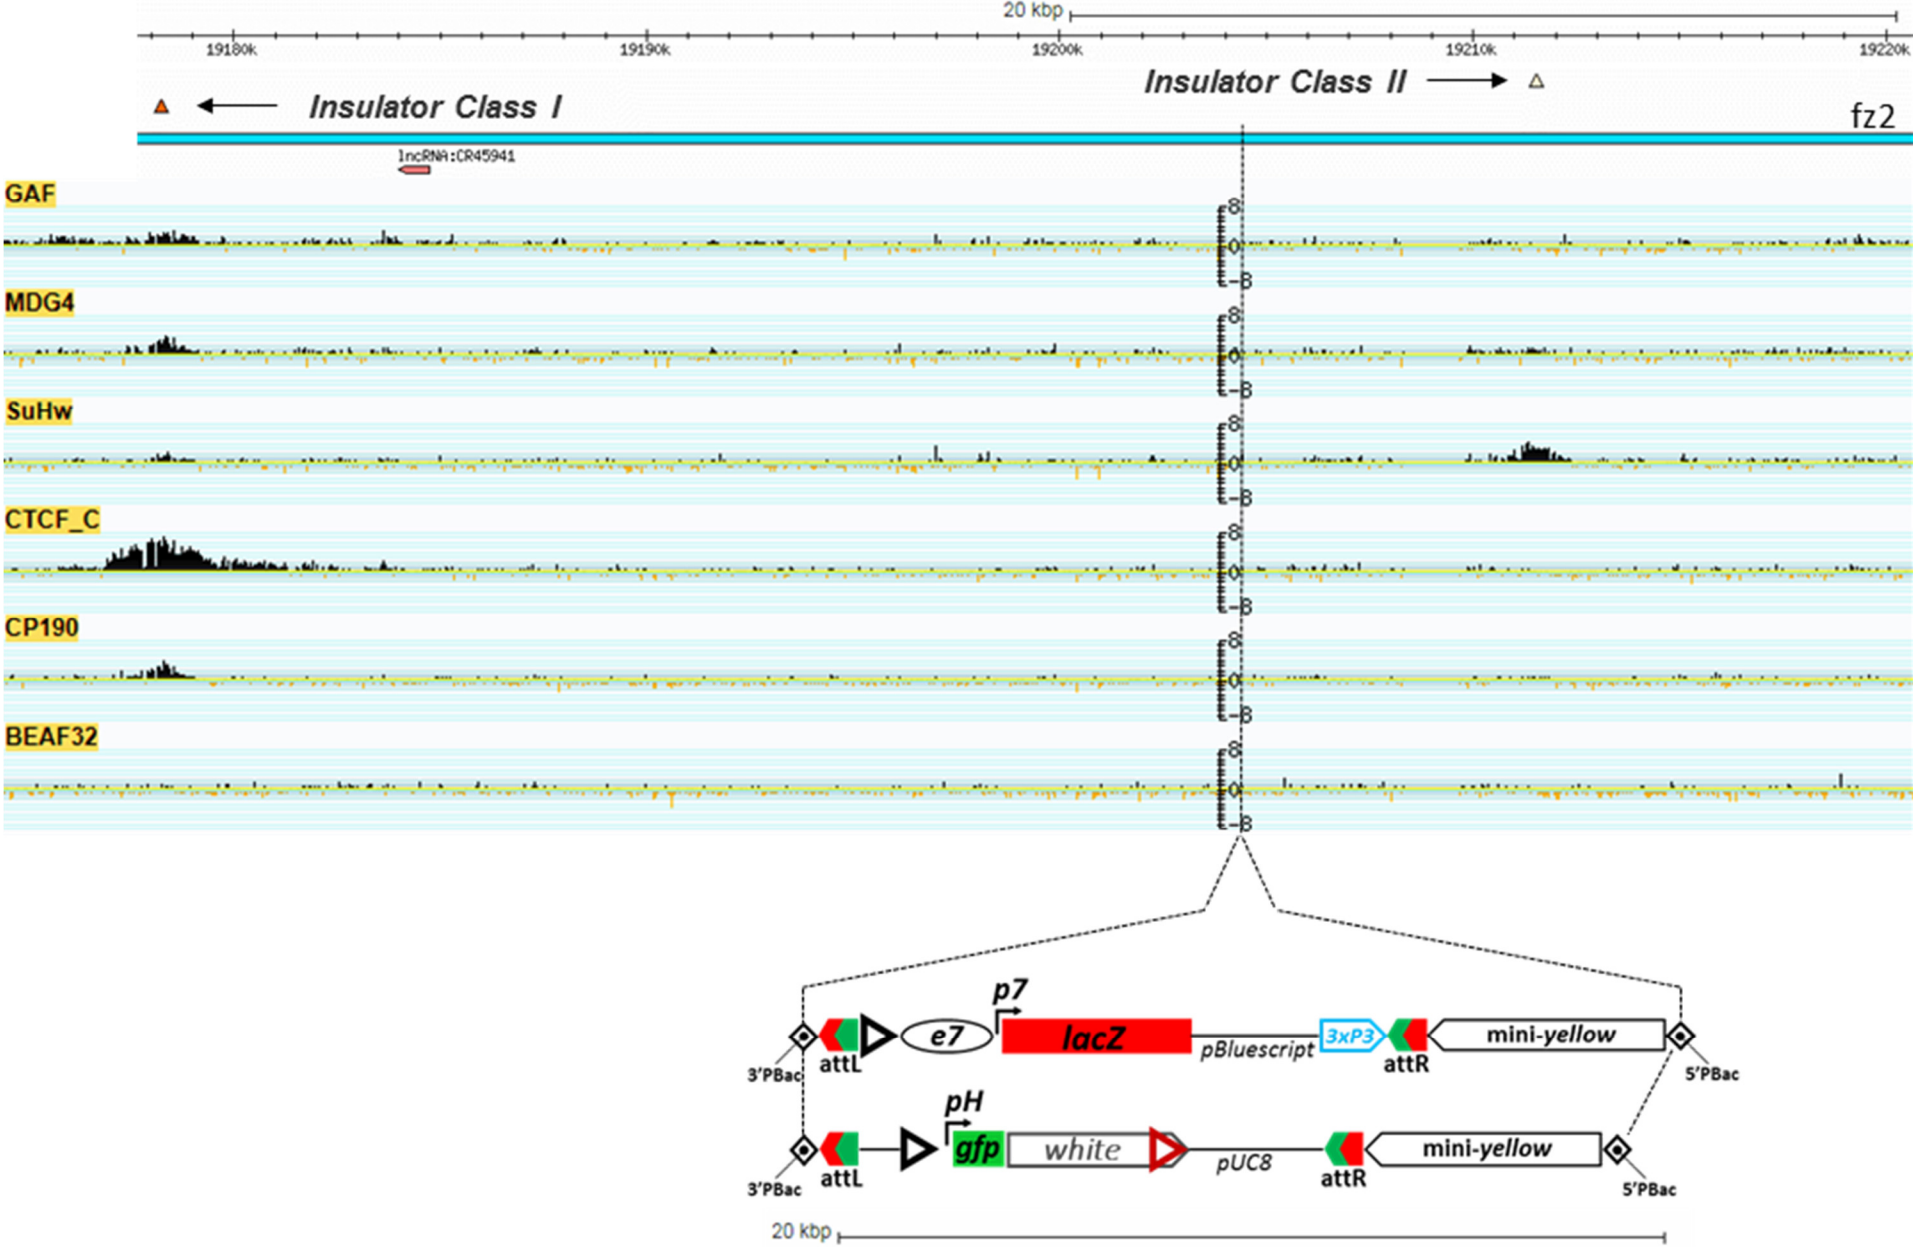 20 kbp
19180k 19190k 19200k 19210k 19220k
Insulator Class II
Insulator Class I
fz2
lncRNA:CR45941
GAF
8
0
-8
MDG4
8
0
-8
SuHw
8
0
-8
CTCF_C
8
0
-8
CP190
8
0
-8
BEAF32
8
0
-8
p7
e7 lacZ pBluescript 3xP3 mini-yellow
3'PBac attL attR 5'PBac
pH
gfp white pUC8 mini-yellow
3'PBac attL attR 5'PBac
20 kbp